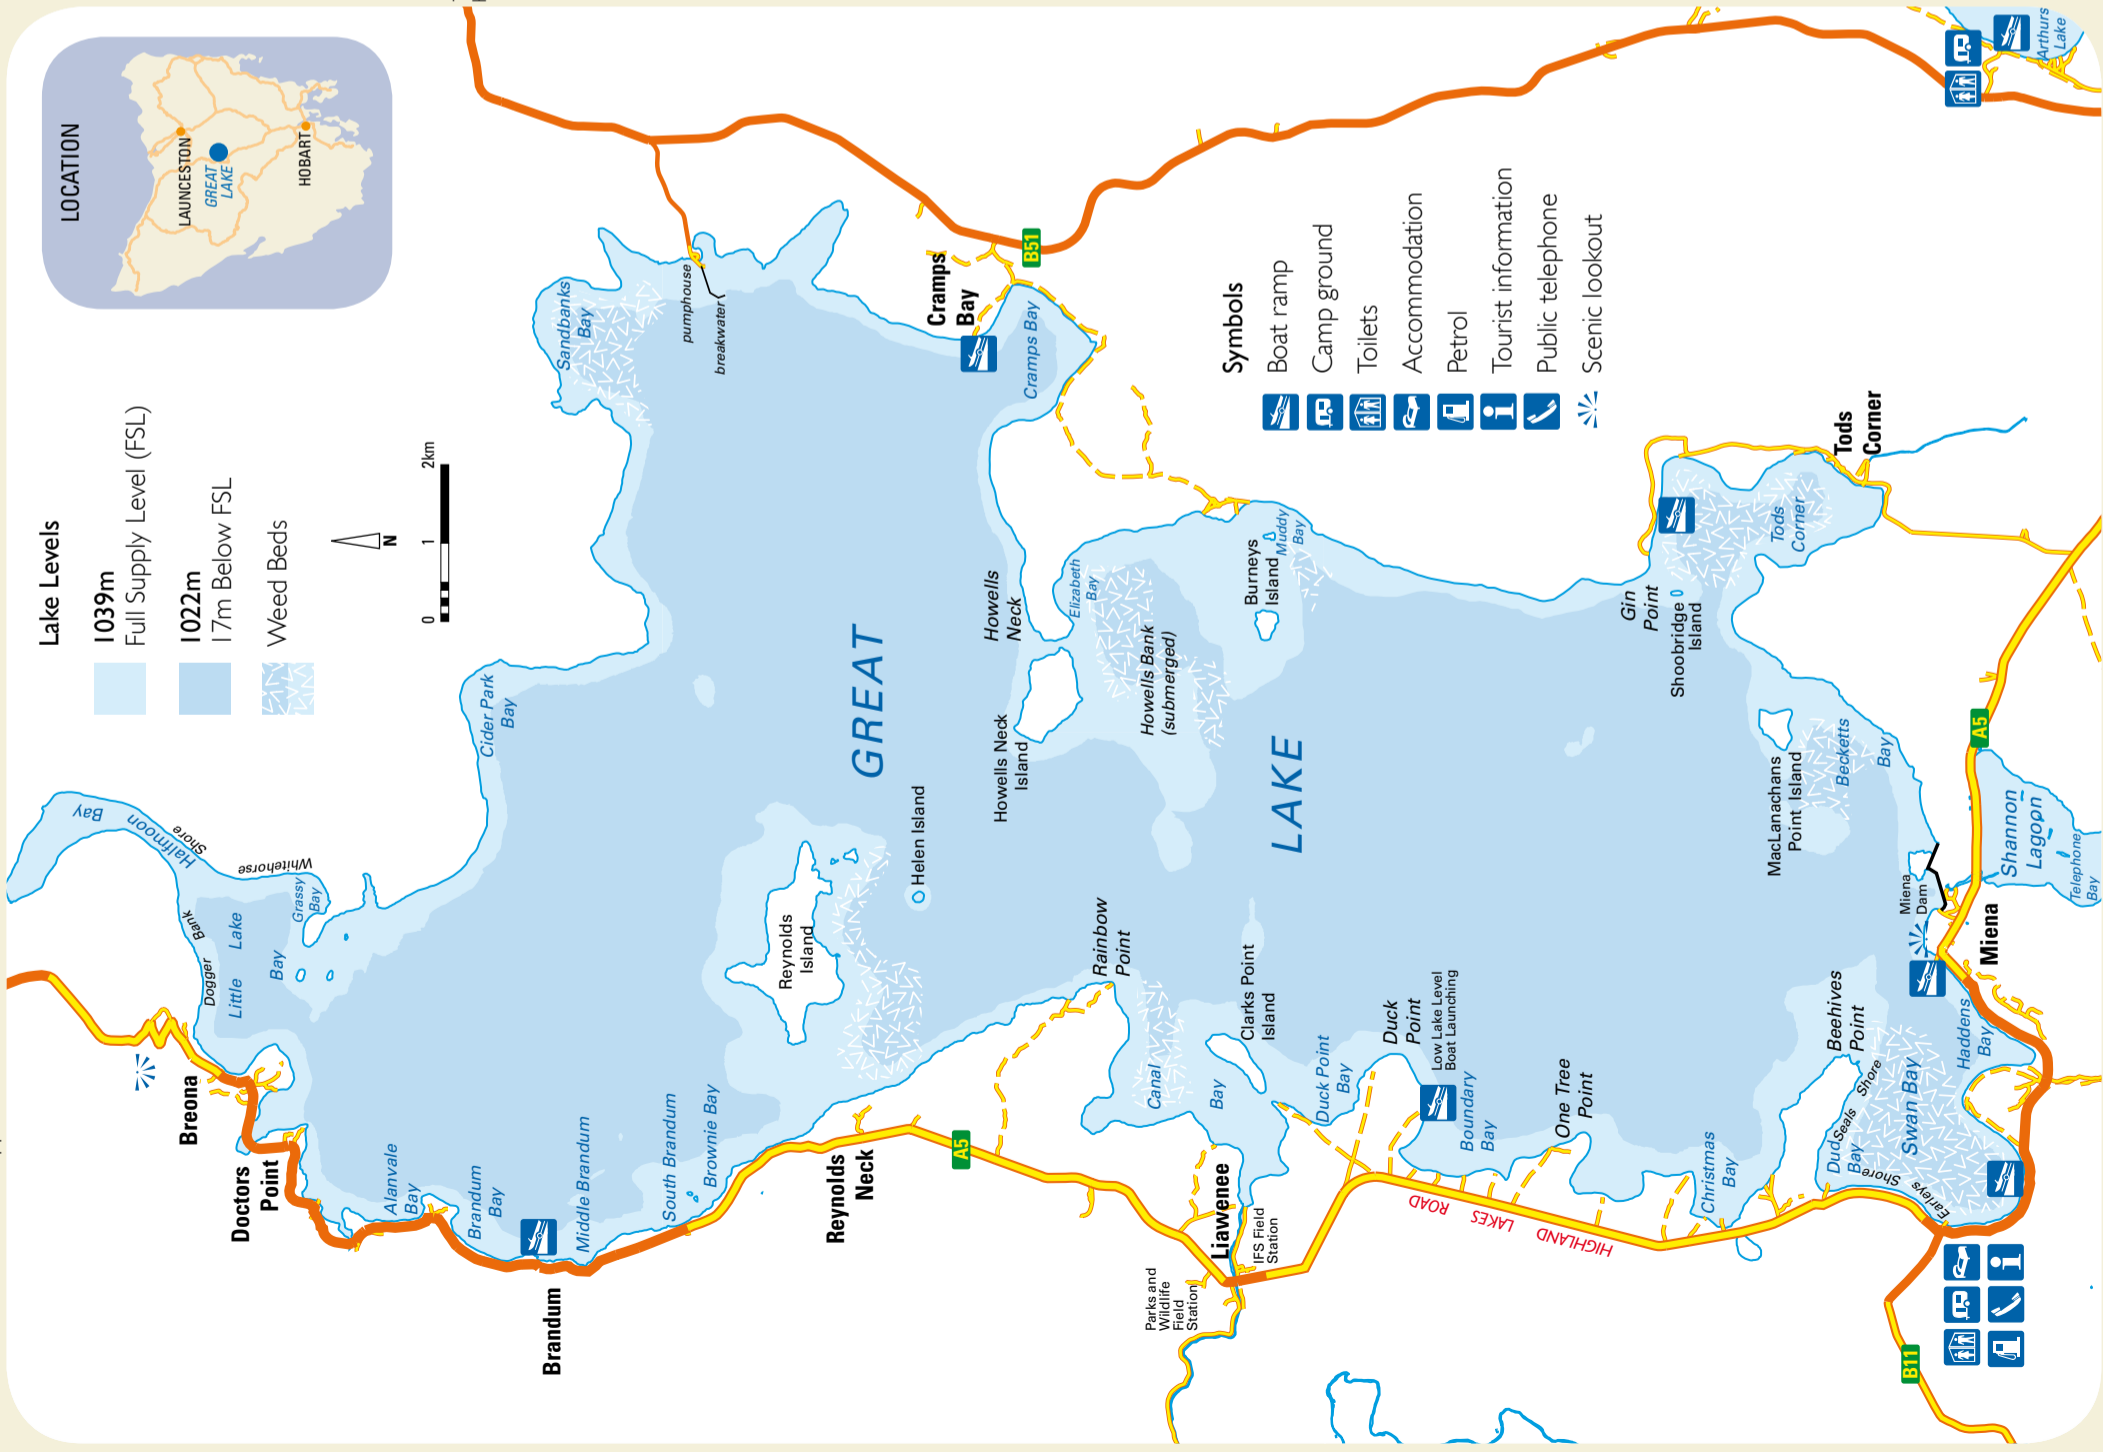 LOCATION
LAUNCESTON
GREAT
LAKE
HOBART
Lake Levels
1039m
Full Supply Level (FSL)
1022m
17m Below FSL
Weed Beds
N
0
1
2km
Symbols
Boat ramp
Camp ground
Toilets
Accommodation
Petrol
Tourist information
Public telephone
Scenic lookout
Halfmoon
Bay
Whitehorse
Shore
Grassy
Bay
Dogger
Bank
Little Lake
Bay
Breona
Doctors
Point
Alanvale
Bay
Brandum
Bay
Brandum
Middle Brandum
South Brandum
Brownie Bay
Cider Park
Bay
Sandbanks
Bay
pumphouse
breakwater
Cramps
Bay
B51
Cramps Bay
GREAT
LAKE
Reynolds
Island
Helen Island
Reynolds
Neck
A5
Howells
Neck
Howells Neck
Island
Elizabeth
Bay
Howells Bank
(submerged)
Burneys
Island
Muddy
Bay
Rainbow
Point
Canal
Bay
Clarks Point
Island
Liawenee
IFS Field
Station
Parks and
Wildlife
Field
Station
Duck Point
Bay
Duck
Point
Low Lake Level
Boat Launching
Boundary
Bay
One Tree
Point
HIGHLAND
LAKES
ROAD
Christmas
Bay
Gin
Point
Shoobridge
Island
Tods
Corner
Tods
Corner
MacLanachans
Point Island
Becketts
Bay
Beehives
Point
Duds
Bay
Seals Shore
Swan Bay
Earleys Shore
Haddens
Bay
Miena
Dam
Miena
A5
Shannon
Lagoon
Telephone
Bay
B11
Arthurs
Lake